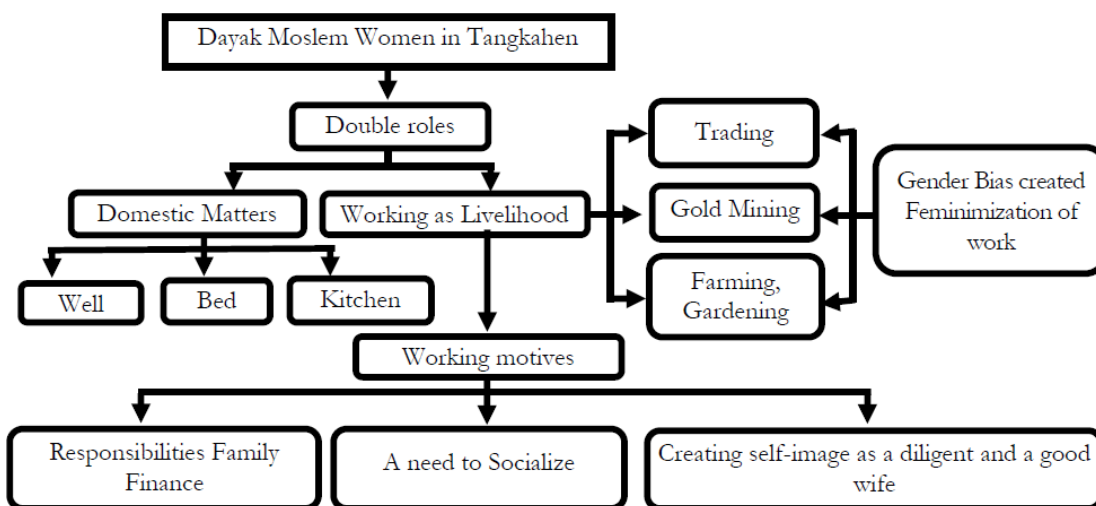 Dayak Moslem Women in Tangkahen
Double roles
Trading
Gender Bias created
Feminimization of
work
Domestic Matters
Working as Livelihood
Gold Mining
Well
Bed
Kitchen
Farming,
Gardening
Working motives
Responsibilities Family
Finance
A need to Socialize
Creating self-image as a diligent and a good
wife